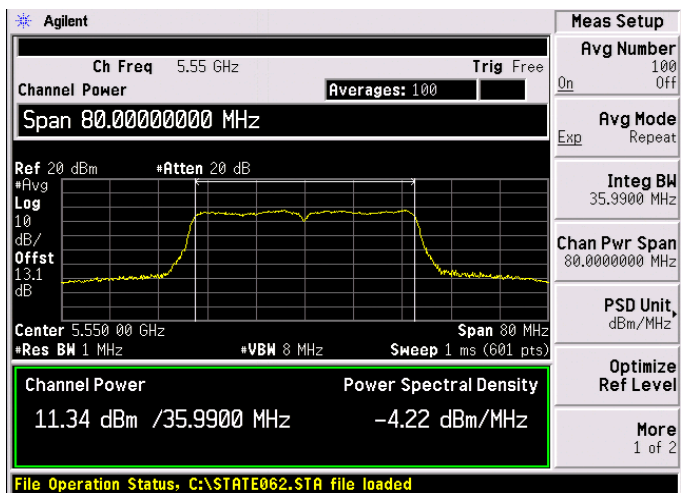 Agilent
Ch Freq 5.55 GHz Trig Free
Channel Power Averages: 100
Span 80.00000000 MHz
Ref 20 dBm #Atten 20 dB
#Avg
Log
10
dB/
Offst
13.1
dB
Center 5.550 00 GHz Span 80 MHz
#Res BW 1 MHz #VBW 8 MHz Sweep 1 ms (601 pts)
Channel Power Power Spectral Density
11.34 dBm /35.9900 MHz -4.22 dBm/MHz
File Operation Status, C:\STATE062.STA file loaded
Meas Setup
Avg Number
100
On Off
Avg Mode
Exp Repeat
Integ BW
35.9900 MHz
Chan Pwr Span
80.0000000 MHz
PSD Unit
dBm/MHz
Optimize
Ref Level
More
1 of 2